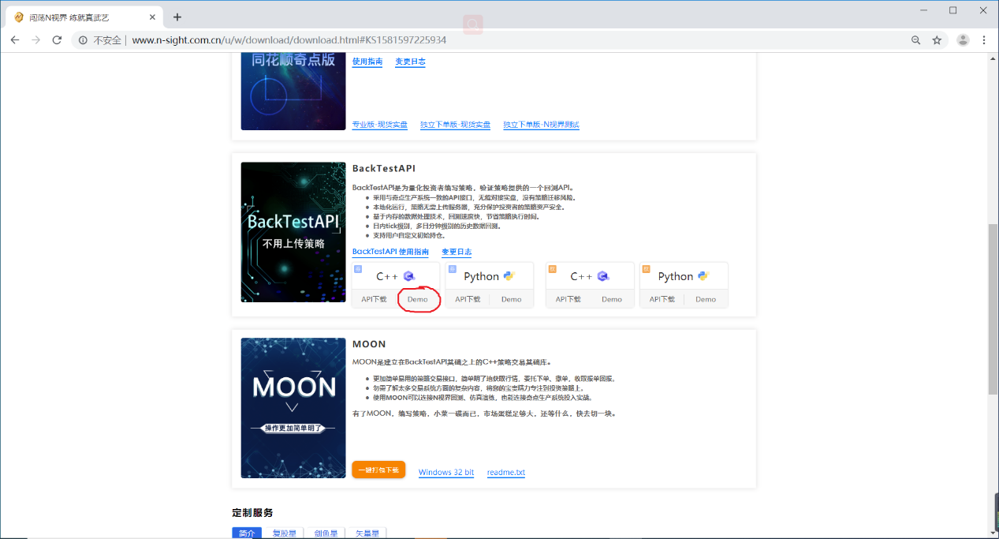 闯荡N视界 练就真武艺
不安全 | www.n-sight.com.cn/u/w/download/download.html#KS1581597225934
同花顺奇点版
使用指南 变更日志
专业版-现货实盘 独立下单版-现货实盘 独立下单版-N视界测试
BackTestAPI
不用上传策略
BackTestAPI
BackTestAPI是为量化投资者编写策略，验证策略提供的一个回测API。
采用与奇点生产系统一致的API接口，无缝对接实盘，没有策略迁移风险。
本地化运行，策略无需上传服务器，充分保护投资者的策略资产安全。
基于内存的数据处理技术，回测速度快，节省策略执行时间。
日内tick级别，多日分钟级别的历史数据回测。
支持用户自定义初始持仓。
BackTestAPI 使用指南 变更日志
C++ Python C++ Python
API下载 Demo API下载 Demo API下载 Demo API下载 Demo
MOON
操作更加简单明了
MOON
MOON是建立在BackTestAPI基础之上的C++策略交易基础库。
更加简单易用的策略交易接口，简单明了地获取行情，委托下单、撤单，收取报单回报。
勿需了解太多交易系统方面的复杂内容，将您的宝贵精力专注到投资策略上。
使用MOON可以连接N视界回测、仿真演练，也能连接奇点生产系统投入实战。
有了MOON，编写策略，小菜一碟而已，市场蛋糕足够大，还等什么，快去切一块。
一键打包下载 Windows 32 bit readme.txt
定制服务
简介 复股星 剑鱼星 矢量星